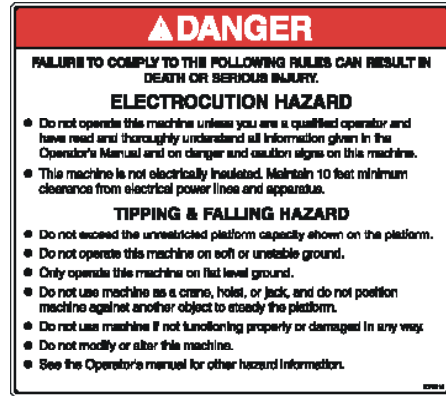 DANGER
FAILURE TO COMPLY TO THE FOLLOWING RULES CAN RESULT IN
DEATH OR SERIOUS INJURY.
ELECTROCUTION HAZARD
● Do not operate this machine unless you are a qualified operator and
have read and thoroughly understand all information given in the
Operator's Manual and on danger and caution signs on this machine.
● This machine is not electrically insulated. Maintain 10 feet minimum
clearance from electrical power lines and apparatus.
TIPPING & FALLING HAZARD
● Do not exceed the unrestricted platform capacity shown on the platform.
● Do not operate this machine on soft or unstable ground.
● Only operate this machine on flat level ground.
● Do not use machine as a crane, hoist, or jack, and do not position
machine against another object to steady the platform.
● Do not use machine if not functioning properly or damaged in any way.
● Do not modify or alter this machine.
● See the Operator's manual for other hazard information.